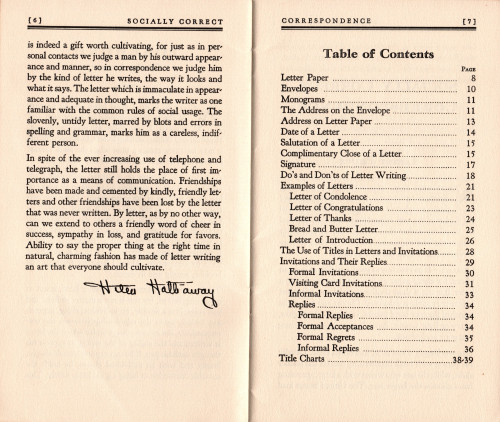 [6] SOCIALLY CORRECT
is indeed a gift worth cultivating, for just as in per-
sonal contacts we judge a man by his outward appear-
ance and manner, so in correspondence we judge him
by the kind of letter he writes, the way it looks and
what it says. The letter which is immaculate in appear-
ance and adequate in thought, marks the writer as one
familiar with the common rules of social usage. The
slovenly, untidy letter, marred by blots and errors in
spelling and grammar, marks him as a careless, indif-
ferent person.
In spite of the ever increasing use of telephone and
telegraph, the letter still holds the place of first im-
portance as a means of communication. Friendships
have been made and cemented by kindly, friendly let-
ters and other friendships have been lost by the letter
that was never written. By letter, as by no other way,
can we extend to others a friendly word of cheer in
success, sympathy in loss, and gratitude for favors.
Ability to say the proper thing at the right time in
natural, charming fashion has made of letter writing
an art that everyone should cultivate.
Helen Hathaway
CORRESPONDENCE [7]
Table of Contents
PAGE
Letter Paper 8
Envelopes 10
Monograms 11
The Address on the Envelope 11
Address on Letter Paper 13
Date of a Letter 14
Salutation of a Letter 15
Complimentary Close of a Letter 15
Signature 17
Do's and Don'ts of Letter Writing 18
Examples of Letters 21
Letter of Condolence 21
Letter of Congratulations 23
Letter of Thanks 24
Bread and Butter Letter 25
Letter of Introduction 26
The Use of Titles in Letters and Invitations 28
Invitations and Their Replies 29
Formal Invitations 30
Visiting Card Invitations 31
Informal Invitations 33
Replies 34
Formal Replies 34
Formal Acceptances 34
Formal Regrets 35
Informal Replies 36
Title Charts 38-39